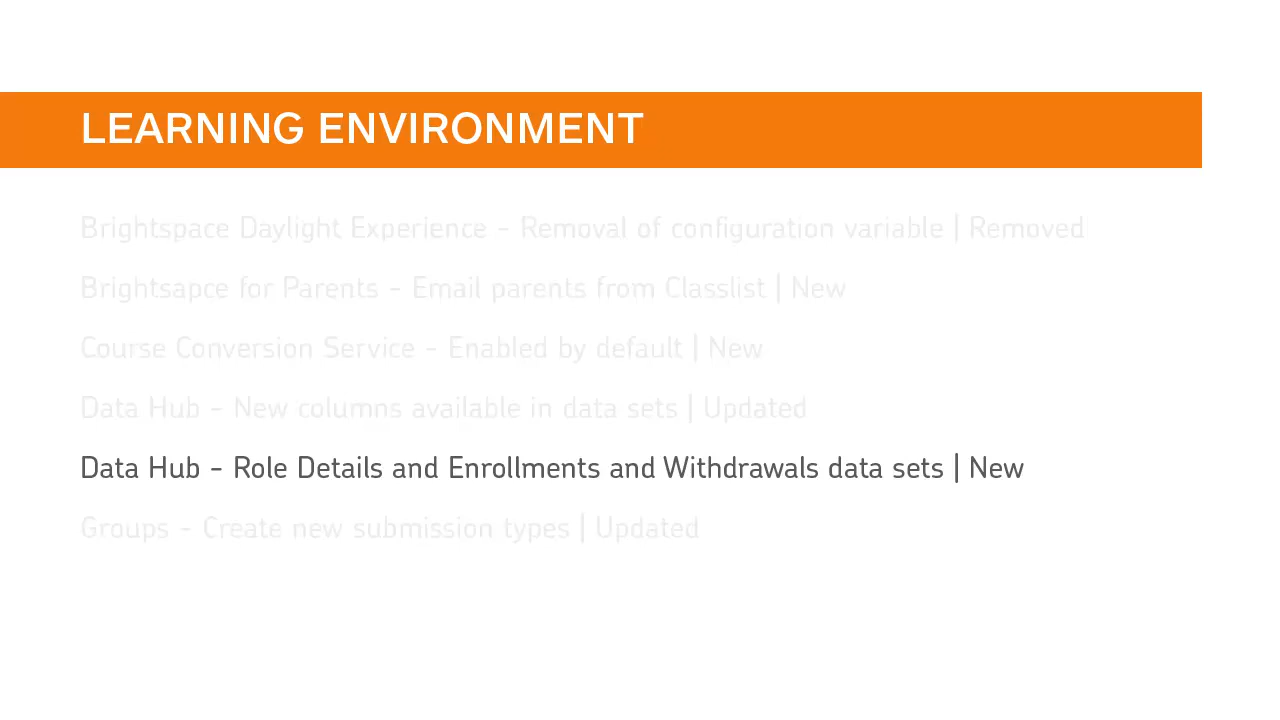 LEARNING ENVIRONMENT
Brightspace Daylight Experience - Removal of configuration variable | Removed
Brightsapce for Parents - Email parents from Classlist | New
Course Conversion Service - Enabled by default | New
Data Hub - New columns available in data sets | Updated
Data Hub - Role Details and Enrollments and Withdrawals data sets | New
Groups - Create new submission types | Updated